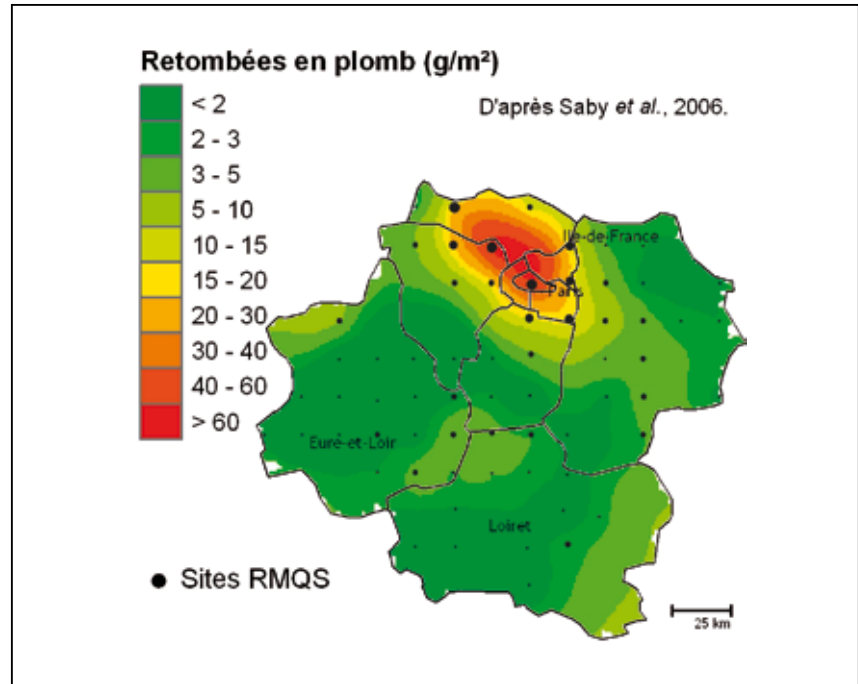 Retombées en plomb (g/m²)
D'après Saby et al., 2006.
< 2
2 - 3
3 - 5
5 - 10
10 - 15
15 - 20
20 - 30
30 - 40
40 - 60
> 60
Ile-de-France
Paris
Eure-et-Loir
Loiret
Sites RMQS
25 km